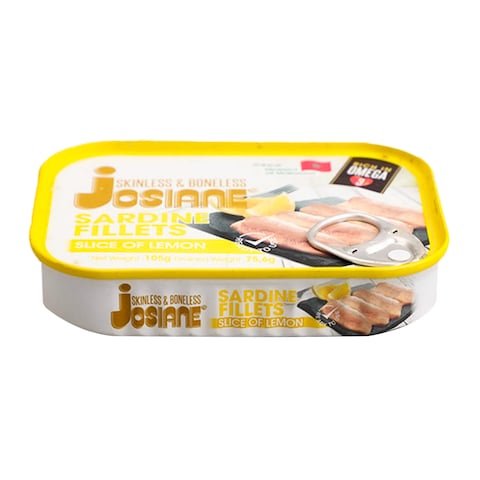 RICH IN
OMEGA
3
SKINLESS & BONELESS
JOSIANE
SARDINE
FILLETS
SLICE OF LEMON
Net Weight: 105g Drained Weight: 75,6g
SKINLESS & BONELESS
JOSIANE
SARDINE
FILLETS
SLICE OF LEMON